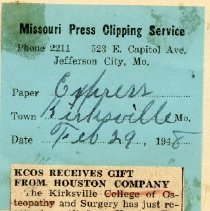 Missouri Press Clipping Service
Phone 2211 523 E. Capitol Ave.
Jefferson City, Mo.
Paper Express
Town Kirksville Mo.
Date Feb 29 1948
KCOS RECEIVES GIFT
FROM HOUSTON COMPANY
The Kirksville College of Os-
teopathy and Surgery has just re-